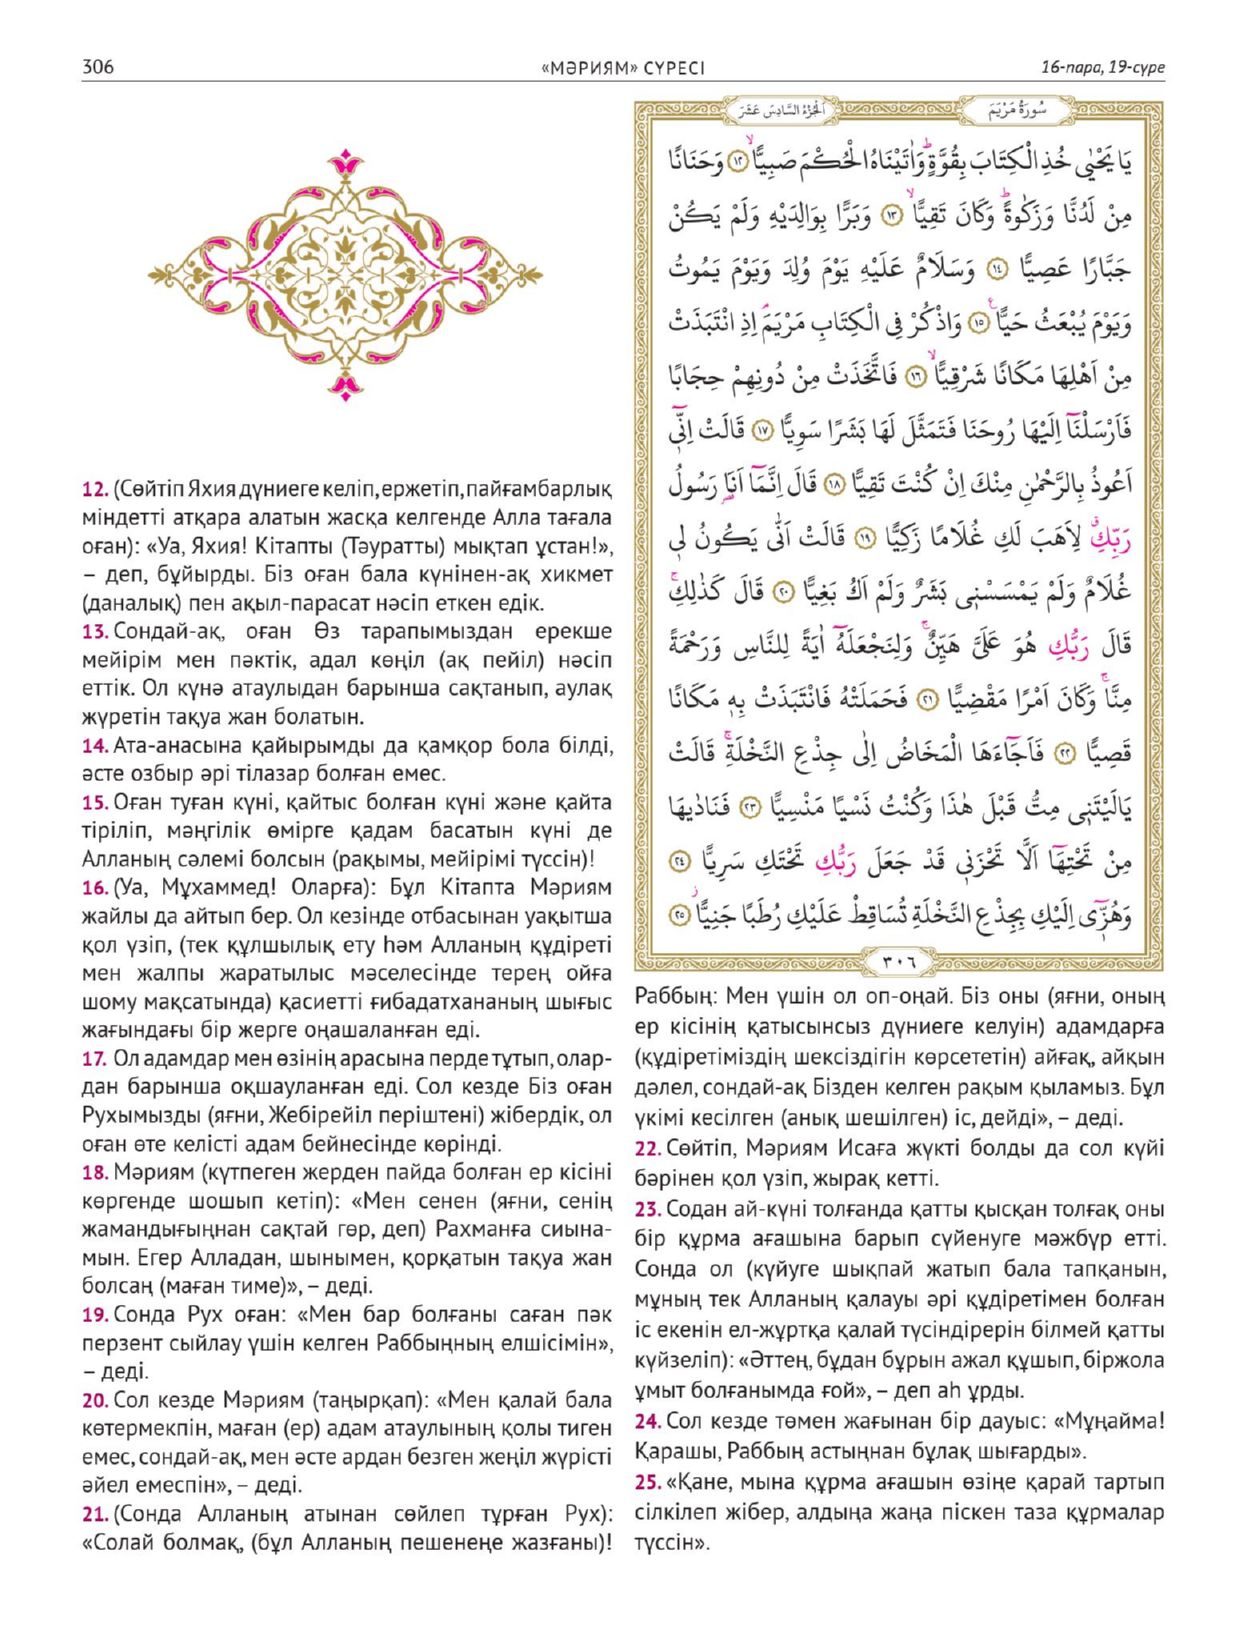 306
«МӘРИЯМ» СҮРЕСІ
16-пара, 19-сүре
12. (Сөйтіп Яхия дүниеге келіп, ержетіп, пайғамбарлық
міндетті атқара алатын жасқа келгенде Алла тағала
оған): «Уа, Яхия! Кітапты (Тәуратты) мықтап ұстан!»,
– деп, бұйырды. Біз оған бала күнінен-ақ хикмет
(даналық) пен ақыл-парасат нәсіп еткен едік.
13. Сондай-ақ, оған Өз тарапымыздан ерекше
мейірім мен пәктік, адал көңіл (ақ пейіл) нәсіп
еттік. Ол күнә атаулыдан барынша сақтанып, аулақ
жүретін тақуа жан болатын.
14. Ата-анасына қайырымды да қамқор бола білді,
әсте озбыр әрі тілазар болған емес.
15. Оған туған күні, қайтыс болған күні және қайта
тіріліп, мәңгілік өмірге қадам басатын күні де
Алланың сәлемі болсын (рақымы, мейірімі түссін)!
16. (Уа, Мұхаммед! Оларға): Бұл Кітапта Мәриям
жайлы да айтып бер. Ол кезінде отбасынан уақытша
қол үзіп, (тек құлшылық ету һәм Алланың құдіреті
мен жалпы жаратылыс мәселесінде терең ойға
шому мақсатында) қасиетті ғибадатхананың шығыс
жағындағы бір жерге оңашаланған еді.
17. Ол адамдар мен өзінің арасына перде тұтып, олар-
дан барынша оқшауланған еді. Сол кезде Біз оған
Рухымызды (яғни, Жебірейіл періштені) жібердік, ол
оған өте келісті адам бейнесінде көрінді.
18. Мәриям (күтпеген жерден пайда болған ер кісіні
көргенде шошып кетіп): «Мен сенен (яғни, сенің
жамандығыңнан сақтай гөр, деп) Рахманға сиына-
мын. Егер Алладан, шынымен, қорқатын тақуа жан
болсаң (маған тиме)», – деді.
19. Сонда Рух оған: «Мен бар болғаны саған пәк
перзент сыйлау үшін келген Раббыңның елшісімін»,
– деді.
20. Сол кезде Мәриям (таңырқап): «Мен қалай бала
көтермекпін, маған (ер) адам атаулының қолы тиген
емес, сондай-ақ, мен әсте ардан безген жеңіл жүрісті
әйел емеспін», – деді.
21. (Сонда Алланың атынан сөйлеп тұрған Рух):
«Солай болмақ, (бұл Алланың пешенеңе жазғаны)!
سُورَةُ مَرْيَمَ
اَلْجُزْءُ السَّادِسَ عَشَرَ
يَا يَحْيٰى خُذِ الْكِتَابَ بِقُوَّةٍۜ وَاٰتَيْنَاهُ الْحُكْمَ صَبِيًّاۙ ﴿١٢﴾ وَحَنَانًا
مِنْ لَدُنَّا وَزَكٰوةًۜ وَكَانَ تَقِيًّاۙ ﴿١٣﴾ وَبَرًّا بِوَالِدَيْهِ وَلَمْ يَكُنْ
جَبَّارًا عَصِيًّا ﴿١٤﴾ وَسَلَامٌ عَلَيْهِ يَوْمَ وُلِدَ وَيَوْمَ يَمُوتُ
وَيَوْمَ يُبْعَثُ حَيًّا۟ ﴿١٥﴾ وَاذْكُرْ فِي الْكِتَابِ مَرْيَمَۢ اِذِ انْتَبَذَتْ
مِنْ اَهْلِهَا مَكَانًا شَرْقِيًّاۙ ﴿١٦﴾ فَاتَّخَذَتْ مِنْ دُونِهِمْ حِجَابًا
فَاَرْسَلْنَٓا اِلَيْهَا رُوحَنَا فَتَمَثَّلَ لَهَا بَشَرًا سَوِيًّا ﴿١٧﴾ قَالَتْ اِنّ۪ٓي
اَعُوذُ بِالرَّحْمٰنِ مِنْكَ اِنْ كُنْتَ تَقِيًّا ﴿١٨﴾ قَالَ اِنَّمَٓا اَنَا۬ رَسُولُ
رَبِّكِۗ لِاَهَبَ لَكِ غُلَامًا زَكِيًّا ﴿١٩﴾ قَالَتْ اَنّٰى يَكُونُ ل۪ي
غُلَامٌ وَلَمْ يَمْسَسْن۪ي بَشَرٌ وَلَمْ اَكُ بَغِيًّا ﴿٢٠﴾ قَالَ كَذٰلِكِۚ
قَالَ رَبُّكِ هُوَ عَلَيَّ هَيِّنٌۚ وَلِنَجْعَلَهُٓ اٰيَةً لِلنَّاسِ وَرَحْمَةً
مِنَّاۚ وَكَانَ اَمْرًا مَقْضِيًّا ﴿٢١﴾ فَحَمَلَتْهُ فَانْتَبَذَتْ بِه۪ مَكَانًا
قَصِيًّا ﴿٢٢﴾ فَاَجَٓاءَهَا الْمَخَاضُ اِلٰى جِذْعِ النَّخْلَةِۚ قَالَتْ
يَالَيْتَن۪ي مِتُّ قَبْلَ هٰذَا وَكُنْتُ نَسْيًا مَنْسِيًّا ﴿٢٣﴾ فَنَادٰيهَا
مِنْ تَحْتِهَٓا اَلَّا تَحْزَن۪ي قَدْ جَعَلَ رَبُّكِ تَحْتَكِ سَرِيًّا ﴿٢٤﴾
وَهُزّ۪ٓي اِلَيْكِ بِجِذْعِ النَّخْلَةِ تُسَاقِطْ عَلَيْكِ رُطَبًا جَنِيًّاۘ ﴿٢٥﴾
٣٠٦
Раббың: Мен үшін ол оп-оңай. Біз оны (яғни, оның
ер кісінің қатысынсыз дүниеге келуін) адамдарға
(құдіретіміздің шексіздігін көрсететін) айғақ, айқын
дәлел, сондай-ақ Бізден келген рақым қыламыз. Бұл
үкімі кесілген (анық шешілген) іс, дейді», – деді.
22. Сөйтіп, Мәриям Исаға жүкті болды да сол күйі
бәрінен қол үзіп, жырақ кетті.
23. Содан ай-күні толғанда қатты қысқан толғақ оны
бір құрма ағашына барып сүйенуге мәжбүр етті.
Сонда ол (күйуге шықпай жатып бала тапқанын,
мұның тек Алланың қалауы әрі құдіретімен болған
іс екенін ел-жұртқа қалай түсіндірерін білмей қатты
күйзеліп): «Әттең, бұдан бұрын ажал құшып, біржола
ұмыт болғанымда ғой», – деп аһ ұрды.
24. Сол кезде төмен жағынан бір дауыс: «Мұңайма!
Қарашы, Раббың астыңнан бұлақ шығарды».
25. «Қане, мына құрма ағашын өзіңе қарай тартып
сілкілеп жібер, алдыңа жаңа піскен таза құрмалар
түссін».